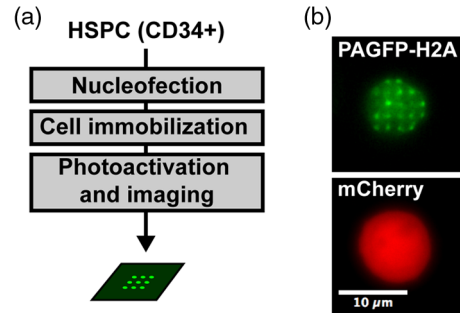 (a)
HSPC (CD34+)
Nucleofection
Cell immobilization
Photoactivation
and imaging
(b)
PAGFP-H2A
mCherry
10 µm